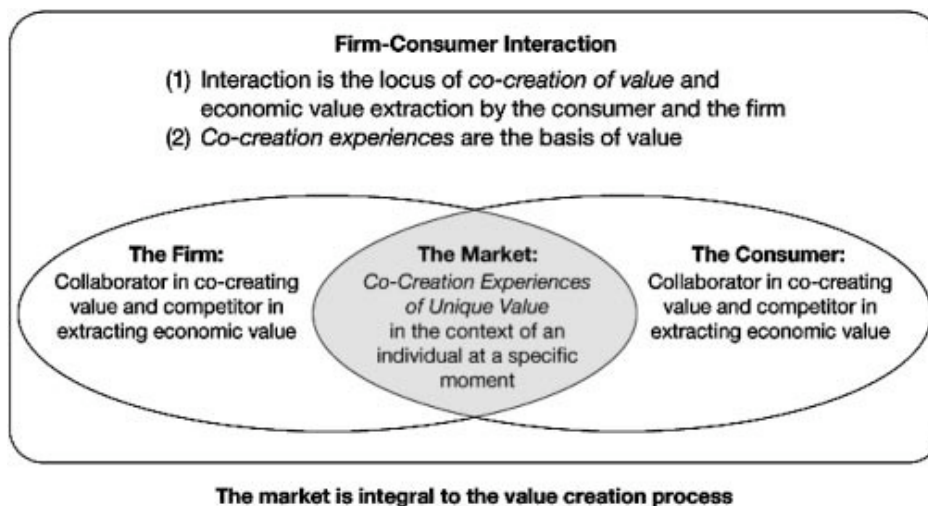 Firm-Consumer Interaction
(1) Interaction is the locus of co-creation of value and
economic value extraction by the consumer and the firm
(2) Co-creation experiences are the basis of value
The Firm:
Collaborator in co-creating
value and competitor in
extracting economic value
The Market:
Co-Creation Experiences
of Unique Value
in the context of an
individual at a specific
moment
The Consumer:
Collaborator in co-creating
value and competitor in
extracting economic value
The market is integral to the value creation process